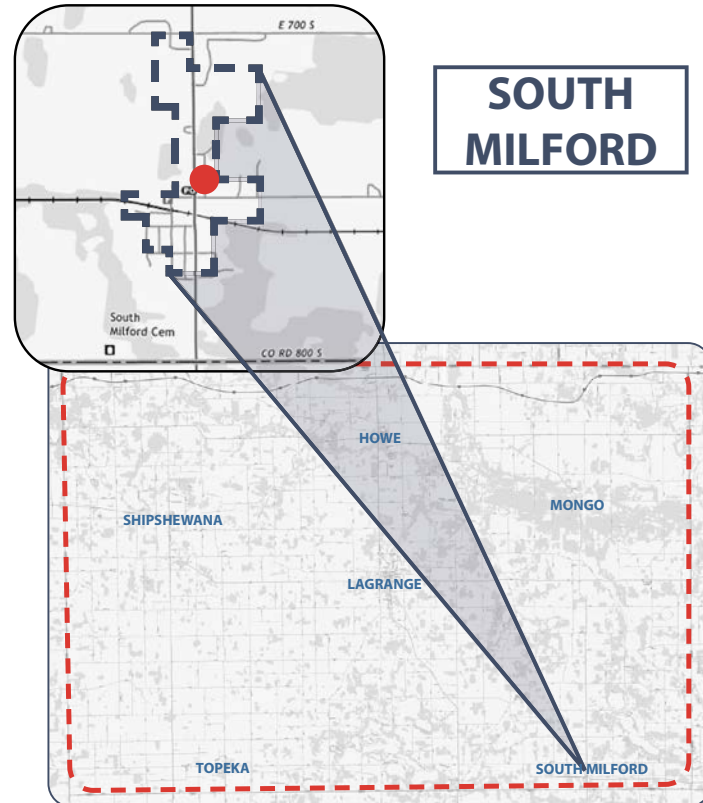 E 700 S
SOUTH
MILFORD
South
Milford Cem
CO RD 800 S
HOWE
MONGO
SHIPSHEWANA
LAGRANGE
TOPEKA
SOUTH MILFORD